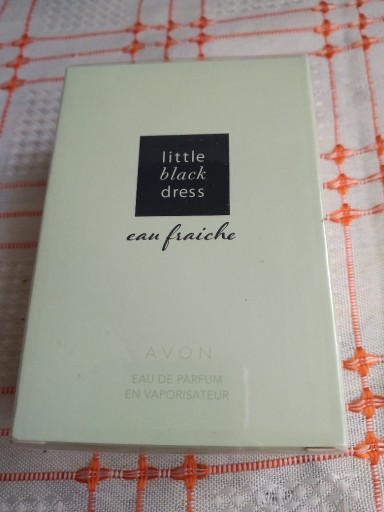 little
black
dress
eau fraiche
AVON
EAU DE PARFUM
EN VAPORISATEUR